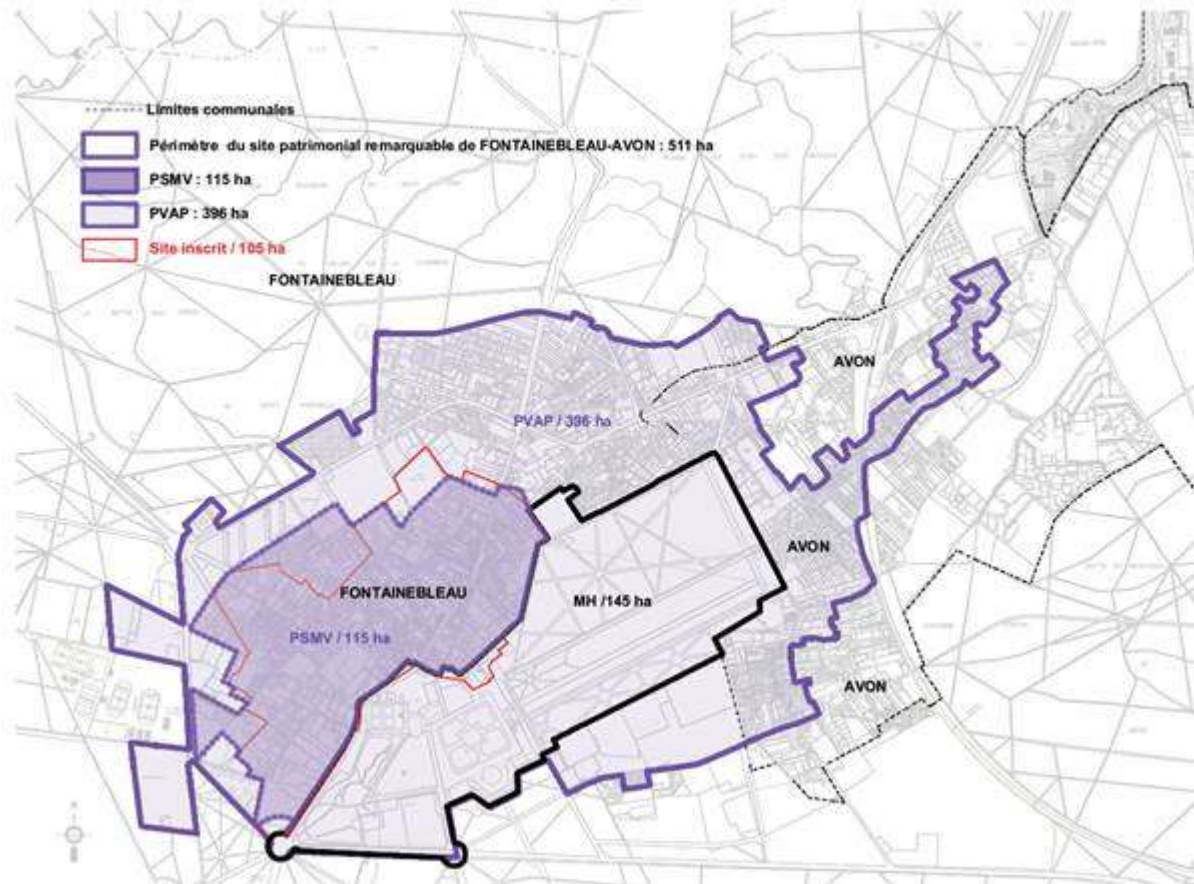 Limites communales
Périmètre du site patrimonial remarquable de FONTAINEBLEAU-AVON : 511 ha
PSMV : 115 ha
PVAP : 396 ha
Site inscrit / 105 ha
FONTAINEBLEAU
AVON
PVAP / 396 ha
AVON
FONTAINEBLEAU
MH /145 ha
PSMV / 115 ha
AVON